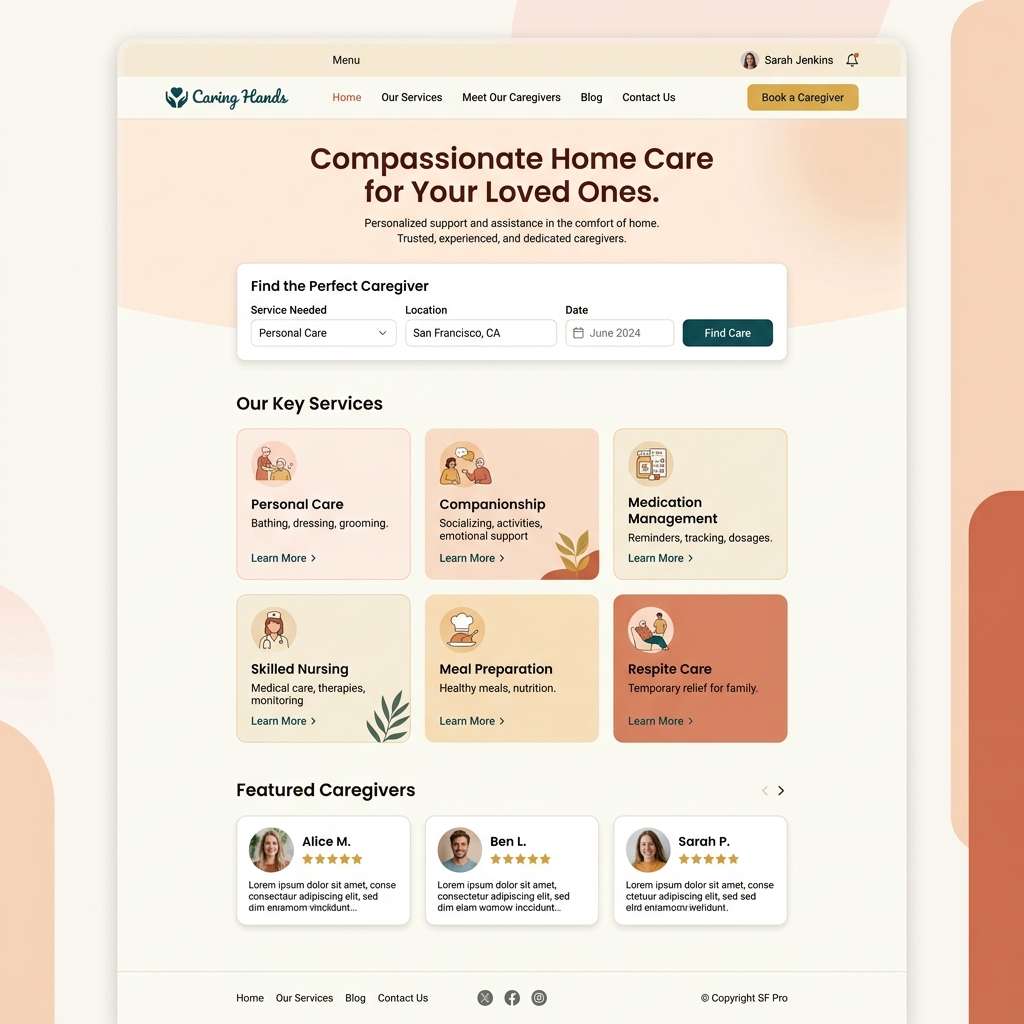 Menu
Sarah Jenkins
Caring Hands
Home
Our Services
Meet Our Caregivers
Blog
Contact Us
Book a Caregiver
Compassionate Home Care
for Your Loved Ones.
Personalized support and assistance in the comfort of home.
Trusted, experienced, and dedicated caregivers.
Find the Perfect Caregiver
Service Needed
Personal Care
Location
San Francisco, CA
Date
June 2024
Find Care
Our Key Services
Personal Care
Bathing, dressing, grooming.
Learn More
Companionship
Socializing, activities,
emotional support
Learn More
Medication
Management
Reminders, tracking, dosages.
Learn More
Skilled Nursing
Medical care, therapies,
monitoring
Learn More
Meal Preparation
Healthy meals, nutrition.
Learn More
Respite Care
Temporary relief for family.
Learn More
Featured Caregivers
Alice M.
Lorem ipsum dolor sit amet, conse
consectaur adipiscing elit, sed
dim
Ben L.
Lorem ipsum dolor sit amet,
consectetur adipiscing elit, sed
dim elam
Sarah P.
Lorem ipsum dolor sit amet, conse
ctetuur adipiscing elit, sed sed
Home
Our Services
Blog
Contact Us
© Copyright SF Pro